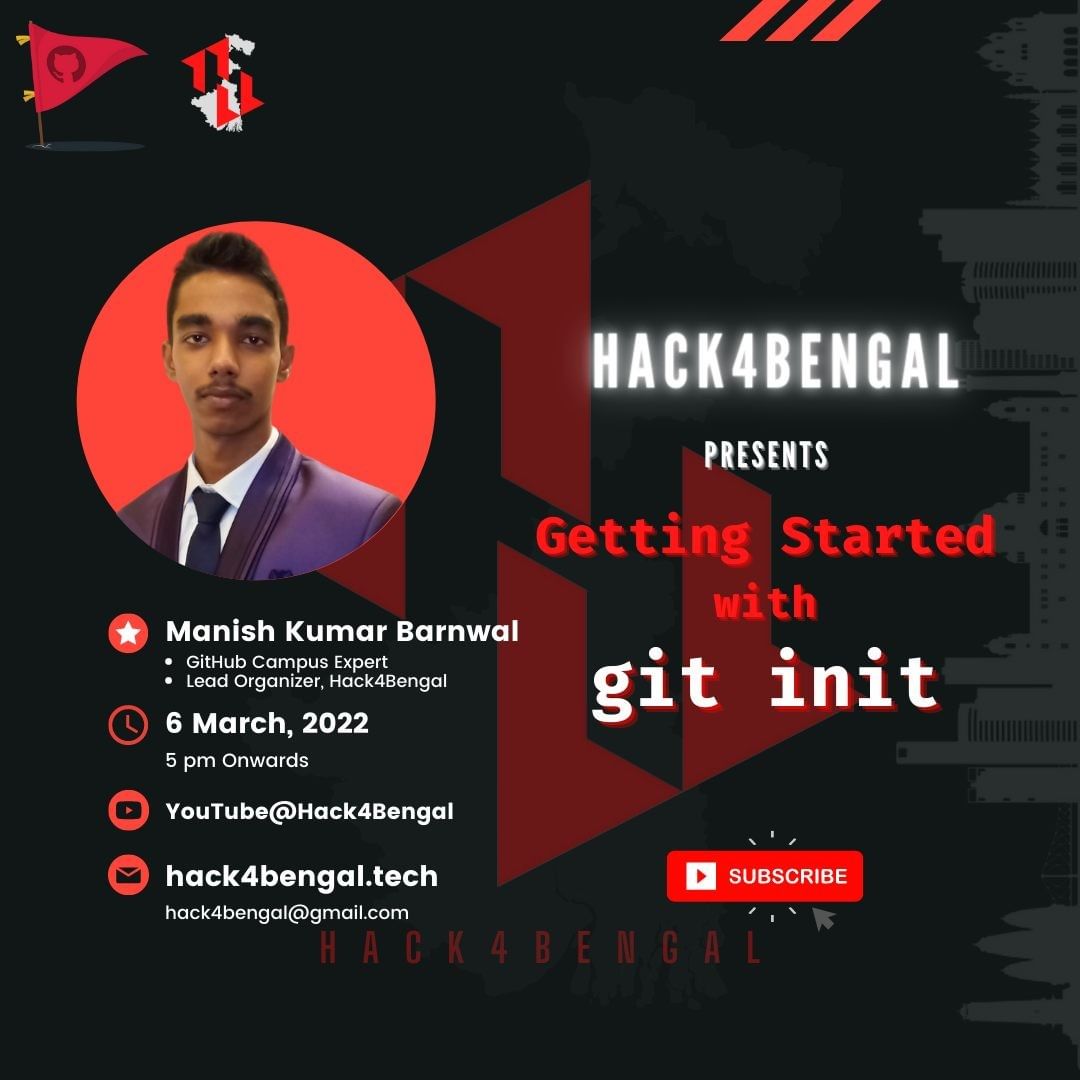 HACK4BENGAL
PRESENTS
Getting Started
with
git init
Manish Kumar Barnwal
• GitHub Campus Expert
• Lead Organizer, Hack4Bengal
6 March, 2022
5 pm Onwards
YouTube@Hack4Bengal
hack4bengal.tech
hack4bengal@gmail.com
SUBSCRIBE
HACK4BENGAL